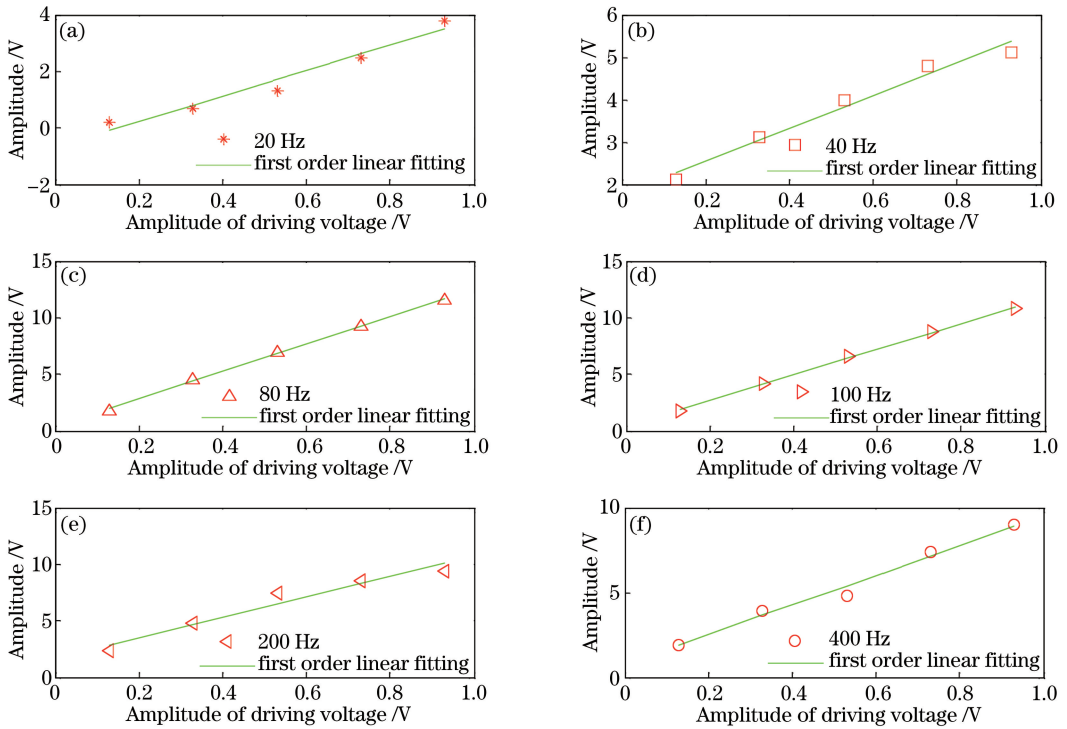 (a)
4
2
0
−2
Amplitude /V
20 Hz
first order linear fitting
0 0.2 0.4 0.6 0.8 1.0
Amplitude of driving voltage /V
(b)
6
5
4
3
2
Amplitude /V
40 Hz
first order linear fitting
0 0.2 0.4 0.6 0.8 1.0
Amplitude of driving voltage /V
(c)
15
10
5
0
Amplitude /V
80 Hz
first order linear fitting
0 0.2 0.4 0.6 0.8 1.0
Amplitude of driving voltage /V
(d)
15
10
5
0
Amplitude /V
100 Hz
first order linear fitting
0 0.2 0.4 0.6 0.8 1.0
Amplitude of driving voltage /V
(e)
15
10
5
0
Amplitude /V
200 Hz
first order linear fitting
0 0.2 0.4 0.6 0.8 1.0
Amplitude of driving voltage /V
(f)
10
5
0
Amplitude /V
400 Hz
first order linear fitting
0 0.2 0.4 0.6 0.8 1.0
Amplitude of driving voltage /V